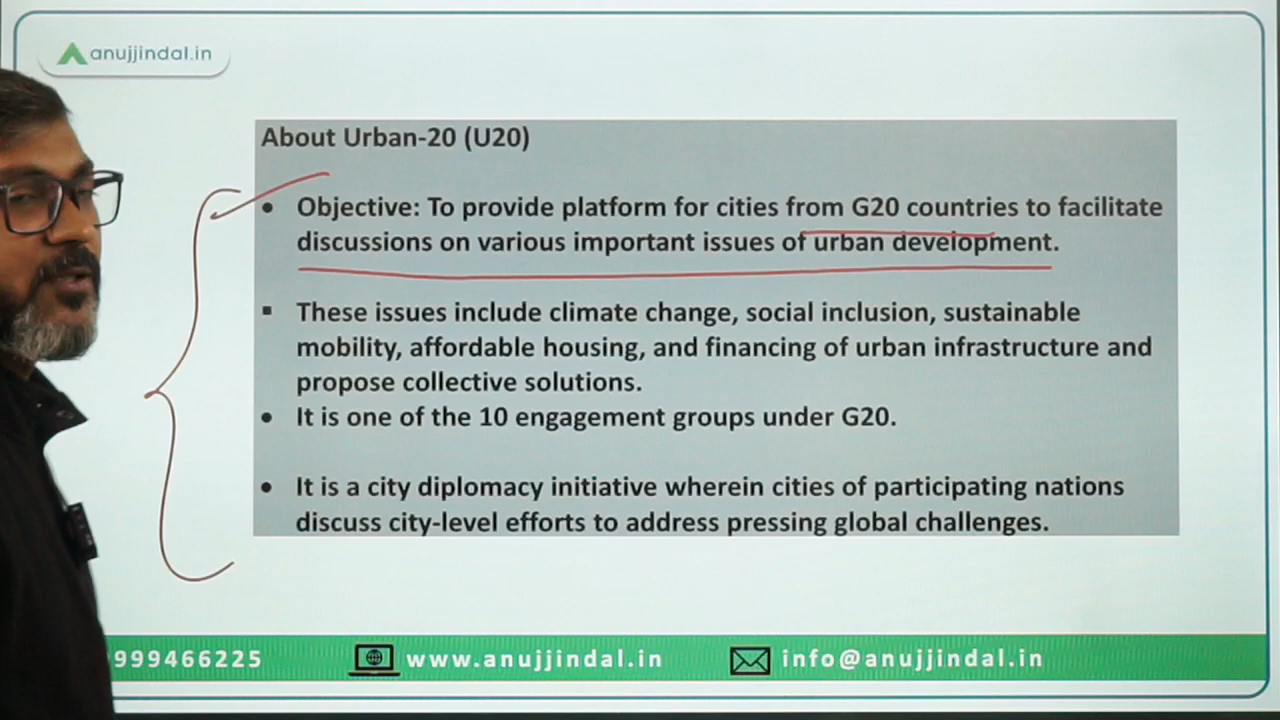 anujjindal.in
About Urban-20 (U20)
• Objective: To provide platform for cities from G20 countries to facilitate
discussions on various important issues of urban development.
▪ These issues include climate change, social inclusion, sustainable
mobility, affordable housing, and financing of urban infrastructure and
propose collective solutions.
• It is one of the 10 engagement groups under G20.
• It is a city diplomacy initiative wherein cities of participating nations
discuss city-level efforts to address pressing global challenges.
999466225 www.anujjindal.in info@anujjindal.in